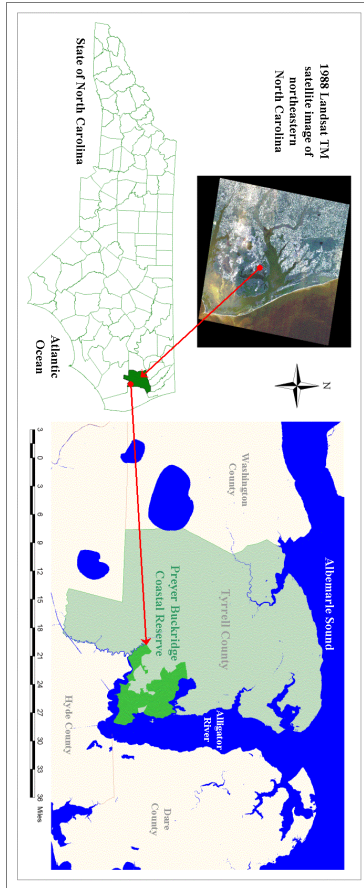 1988 Landsat TM
satellite image of
northeastern
North Carolina
State of North Carolina
Atlantic
Ocean
N
Albemarle Sound
Washington
County
Tyrrell County
Preyer Buckridge
Coastal Reserve
Alligator
River
Hyde County
Dare
County
3 0 3 6 9 12 15 18 21 24 27 30 33 36 Miles